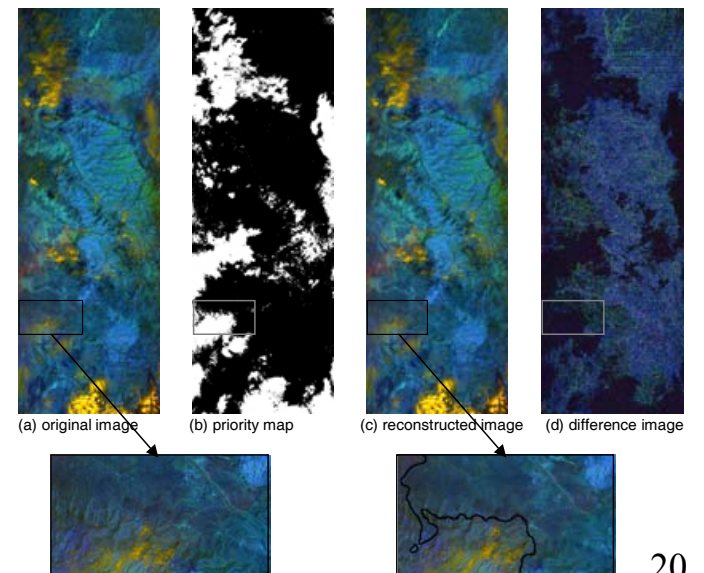 (a) original image (b) priority map (c) reconstructed image (d) difference image
20